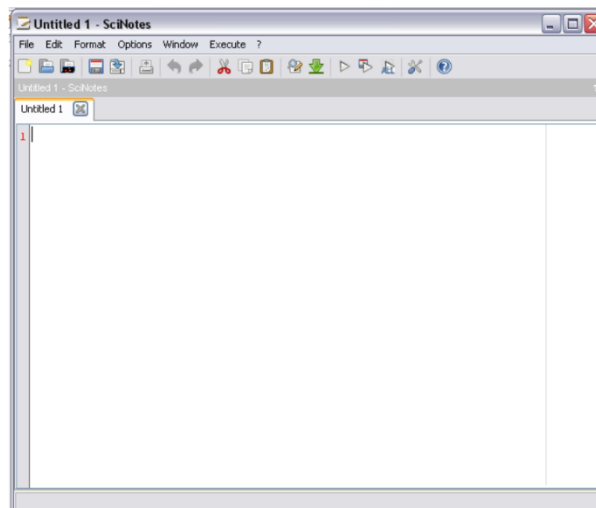 Untitled 1 - SciNotes
File Edit Format Options Window Execute ?
Untitled 1 - SciNotes
Untitled 1
1